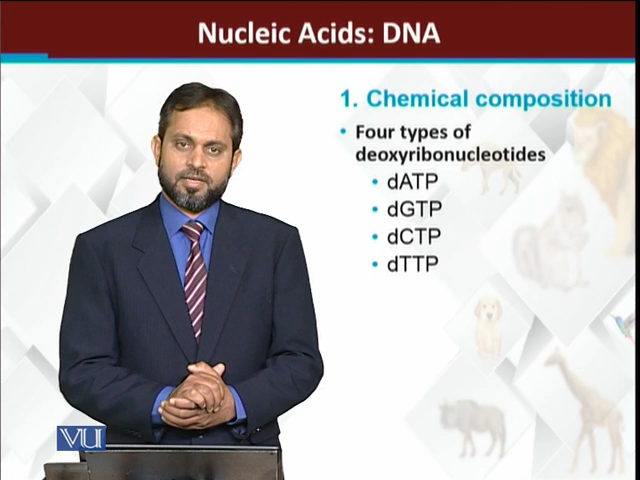 Nucleic Acids: DNA
1. Chemical composition
• Four types of
deoxyribonucleotides
• dATP
• dGTP
• dCTP
• dTTP
VU